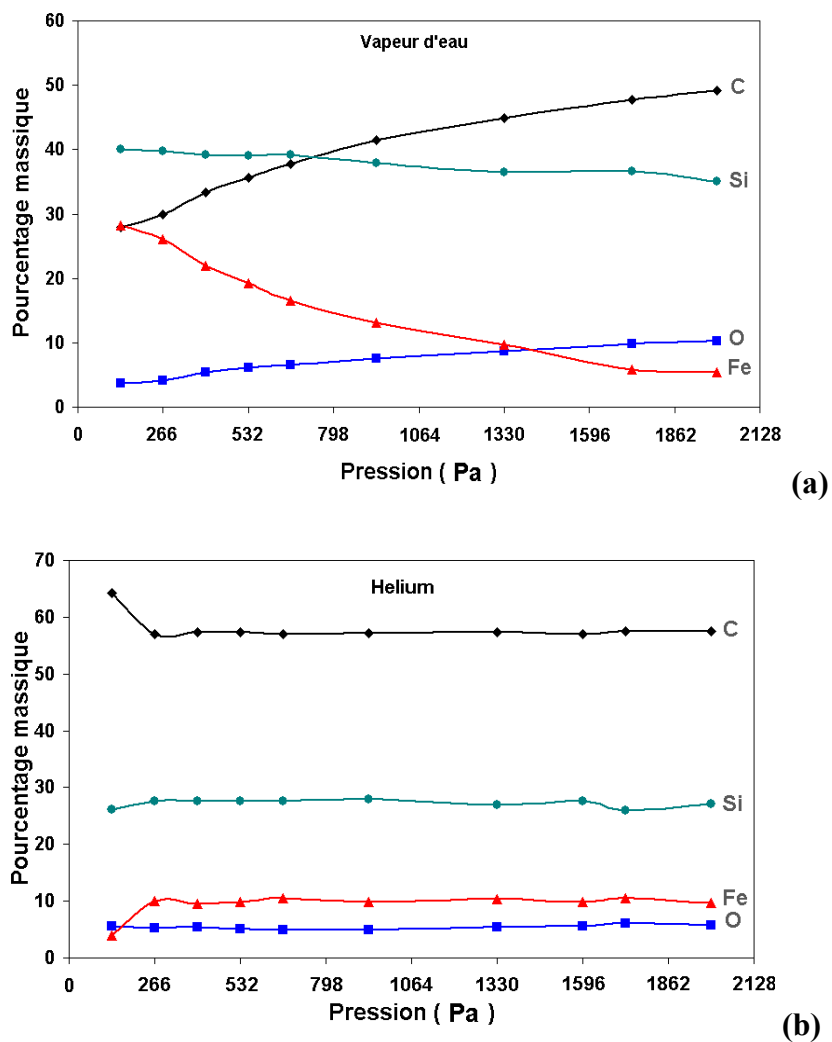 60
Vapeur d'eau
50
C
40
Si
30
20
10
O
Fe
0
0 266 532 798 1064 1330 1596 1862 2128
Pourcentage massique
Pression ( Pa )
(a)
70
Helium
60
C
50
40
30
Si
20
10
Fe
O
0
0 266 532 798 1064 1330 1596 1862 2128
Pourcentage massique
Pression ( Pa )
(b)